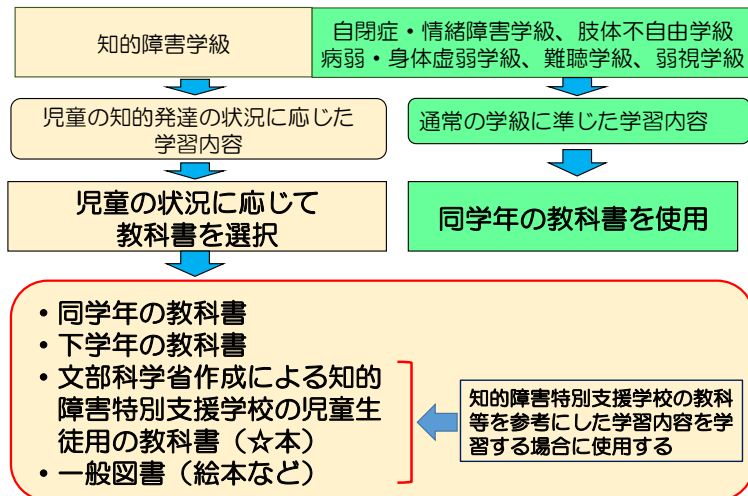 知的障害学級
自閉症・情緒障害学級、肢体不自由学級
病弱・身体虚弱学級、難聴学級、弱視学級
児童の知的発達の状況に応じた
学習内容
通常の学級に準じた学習内容
児童の状況に応じて
教科書を選択
同学年の教科書を使用
・同学年の教科書
・下学年の教科書
・文部科学省作成による知的
障害特別支援学校の児童生
徒用の教科書（☆本）
・一般図書（絵本など）
知的障害特別支援学校の教科
等を参考にした学習内容を学
習する場合に使用する